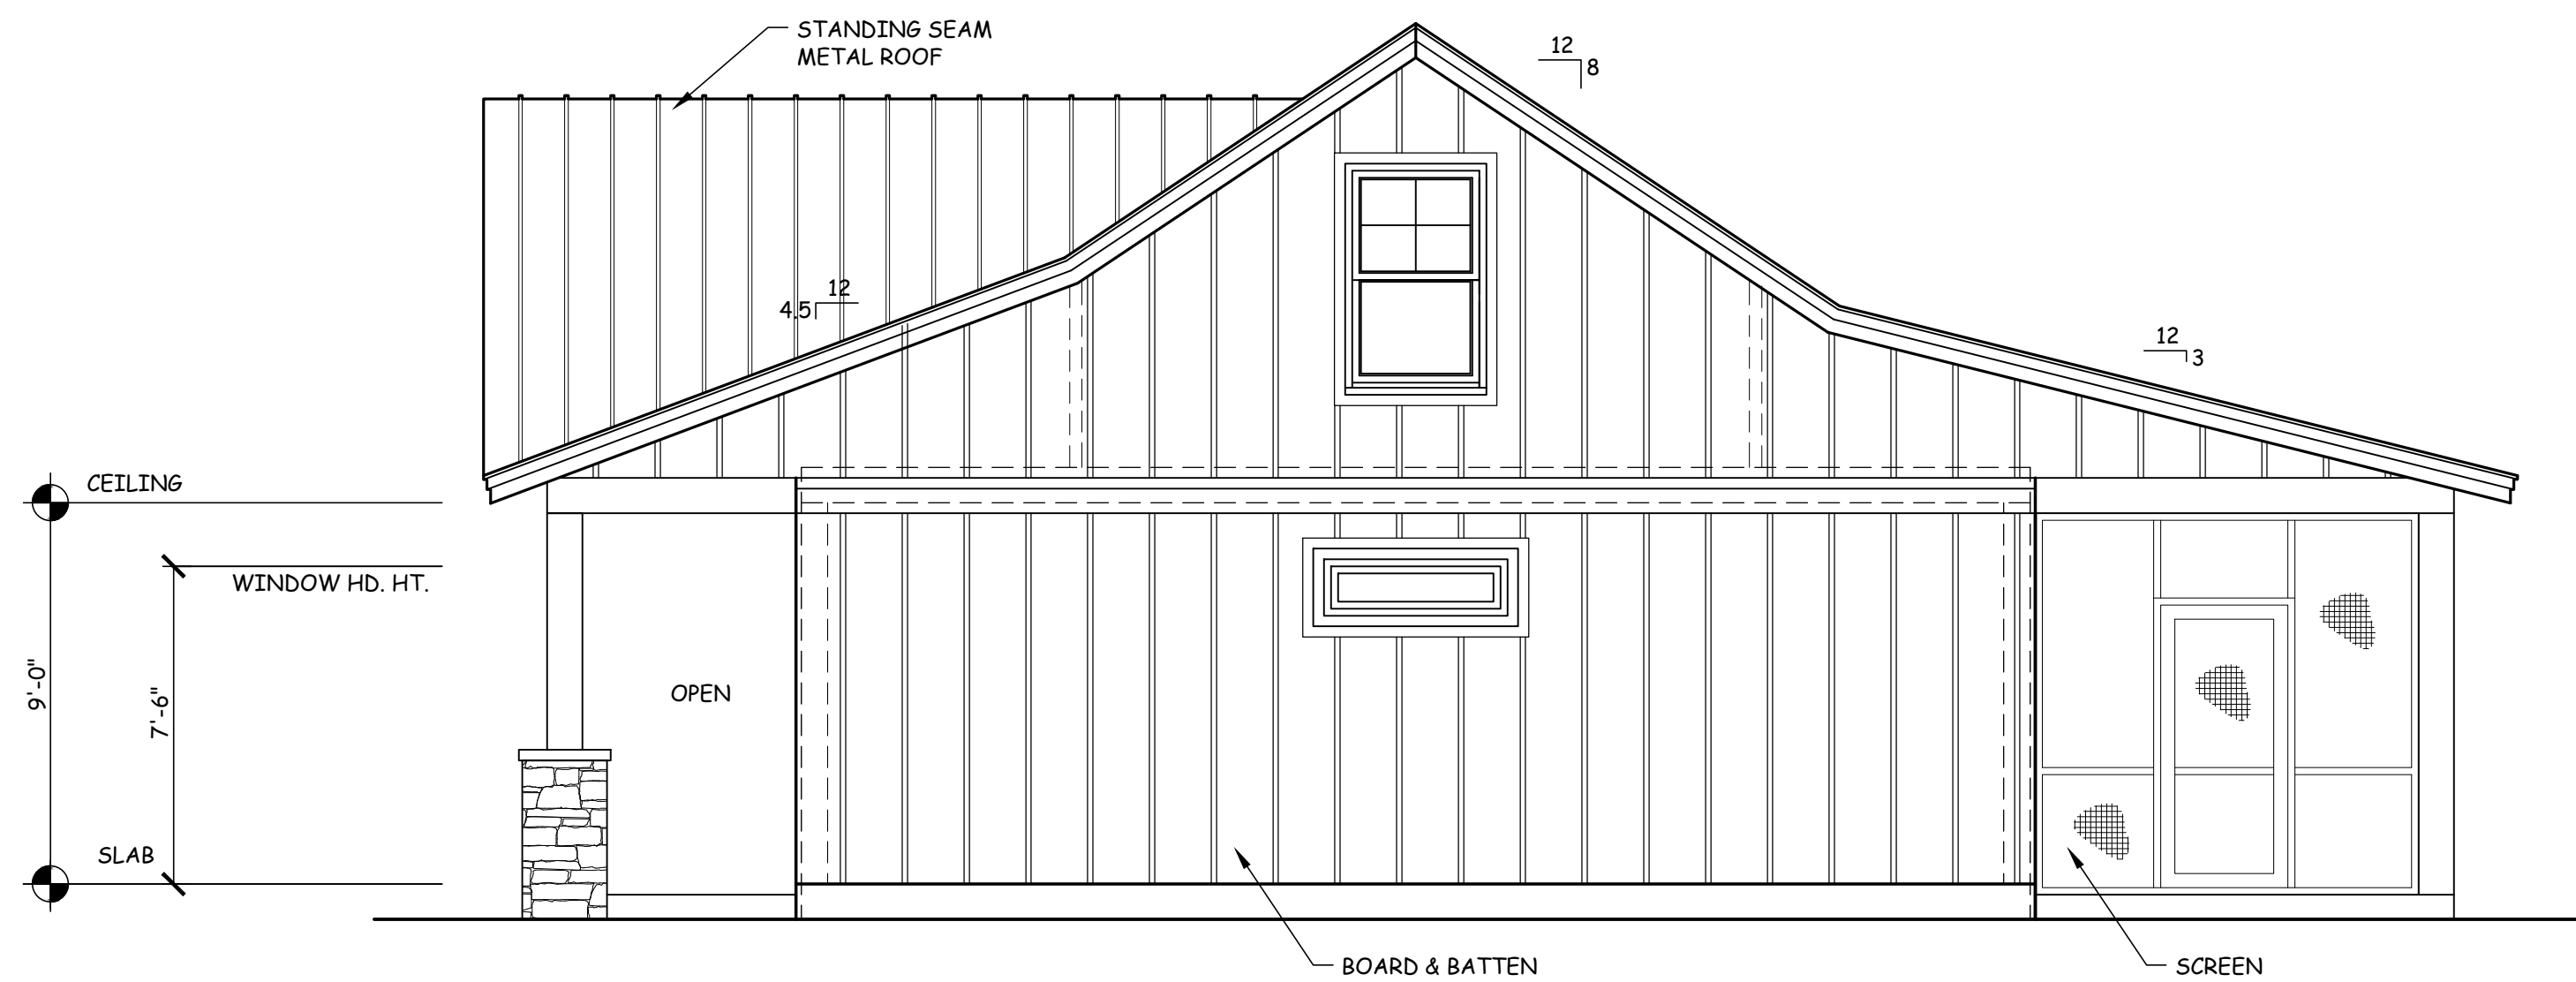 STANDING SEAM
METAL ROOF
12
8
12
4.5
12
3
CEILING
WINDOW HD. HT.
9'-0"
7'-6"
OPEN
SLAB
BOARD & BATTEN
SCREEN